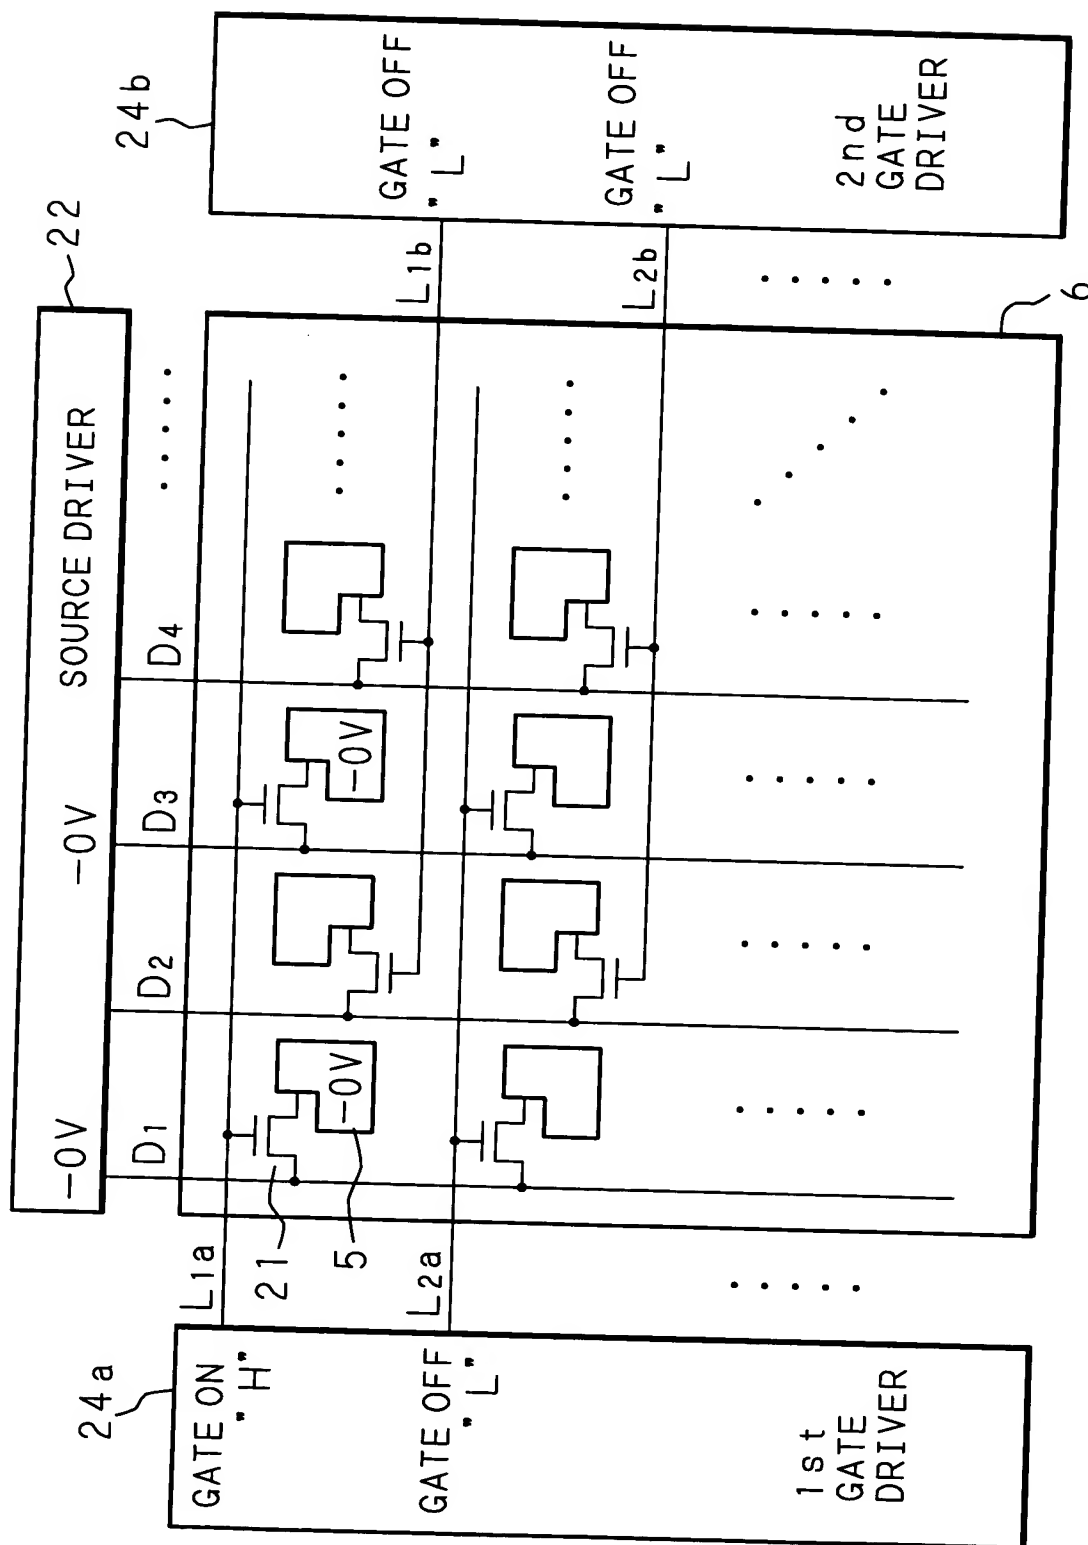 22
SOURCE DRIVER
-0V
-0V
D1
D2
D3
D4
24a
GATE ON
"H"
GATE OFF
"L"
1st
GATE
DRIVER
L1a
L2a
21
5
-0V
-0V
L1b
L2b
24b
GATE OFF
"L"
GATE OFF
"L"
2nd
GATE
DRIVER
6